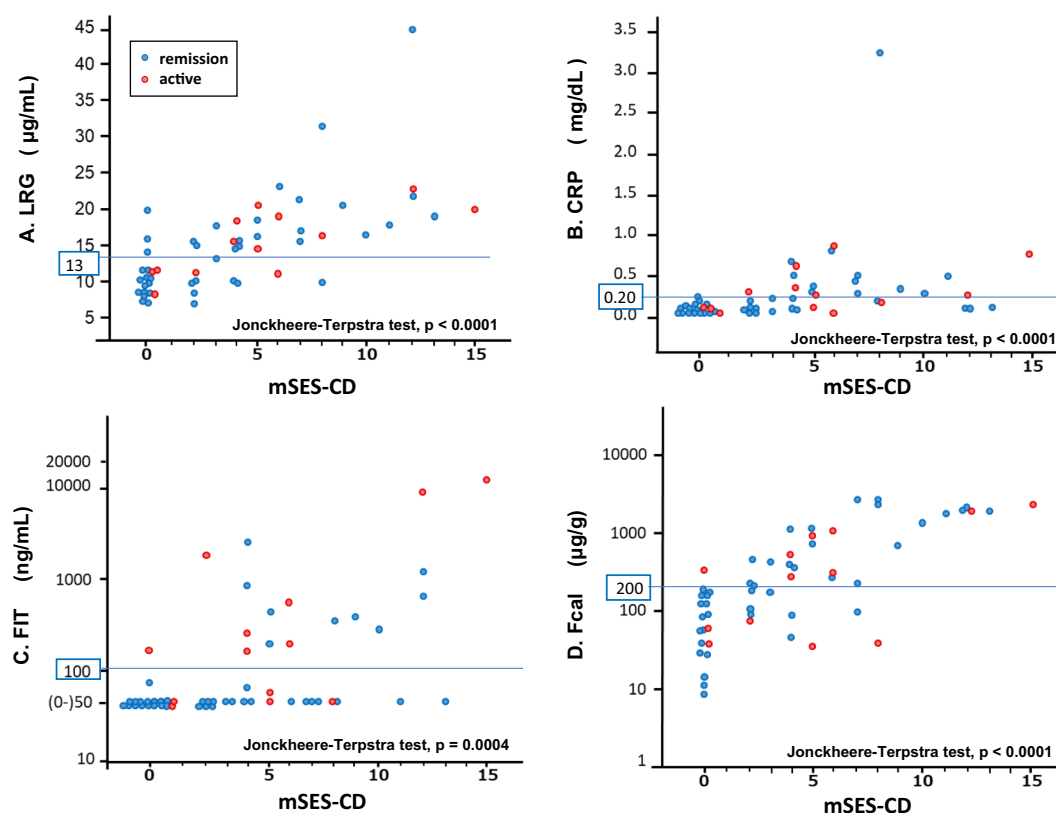 A. LRG ( μg/mL)
45
40
35
30
25
20
15
13
10
5
remission
active
Jonckheere-Terpstra test, p < 0.0001
0 5 10 15
mSES-CD
B. CRP ( mg/dL)
3.5
3.0
2.5
2.0
1.5
1.0
0.5
0.20
0.0
Jonckheere-Terpstra test, p < 0.0001
0 5 10 15
mSES-CD
C. FIT (ng/mL)
20000
10000
1000
100
(0-)50
10
Jonckheere-Terpstra test, p = 0.0004
0 5 10 15
mSES-CD
D. Fcal (μg/g)
10000
1000
200
100
10
1
Jonckheere-Terpstra test, p < 0.0001
0 5 10 15
mSES-CD